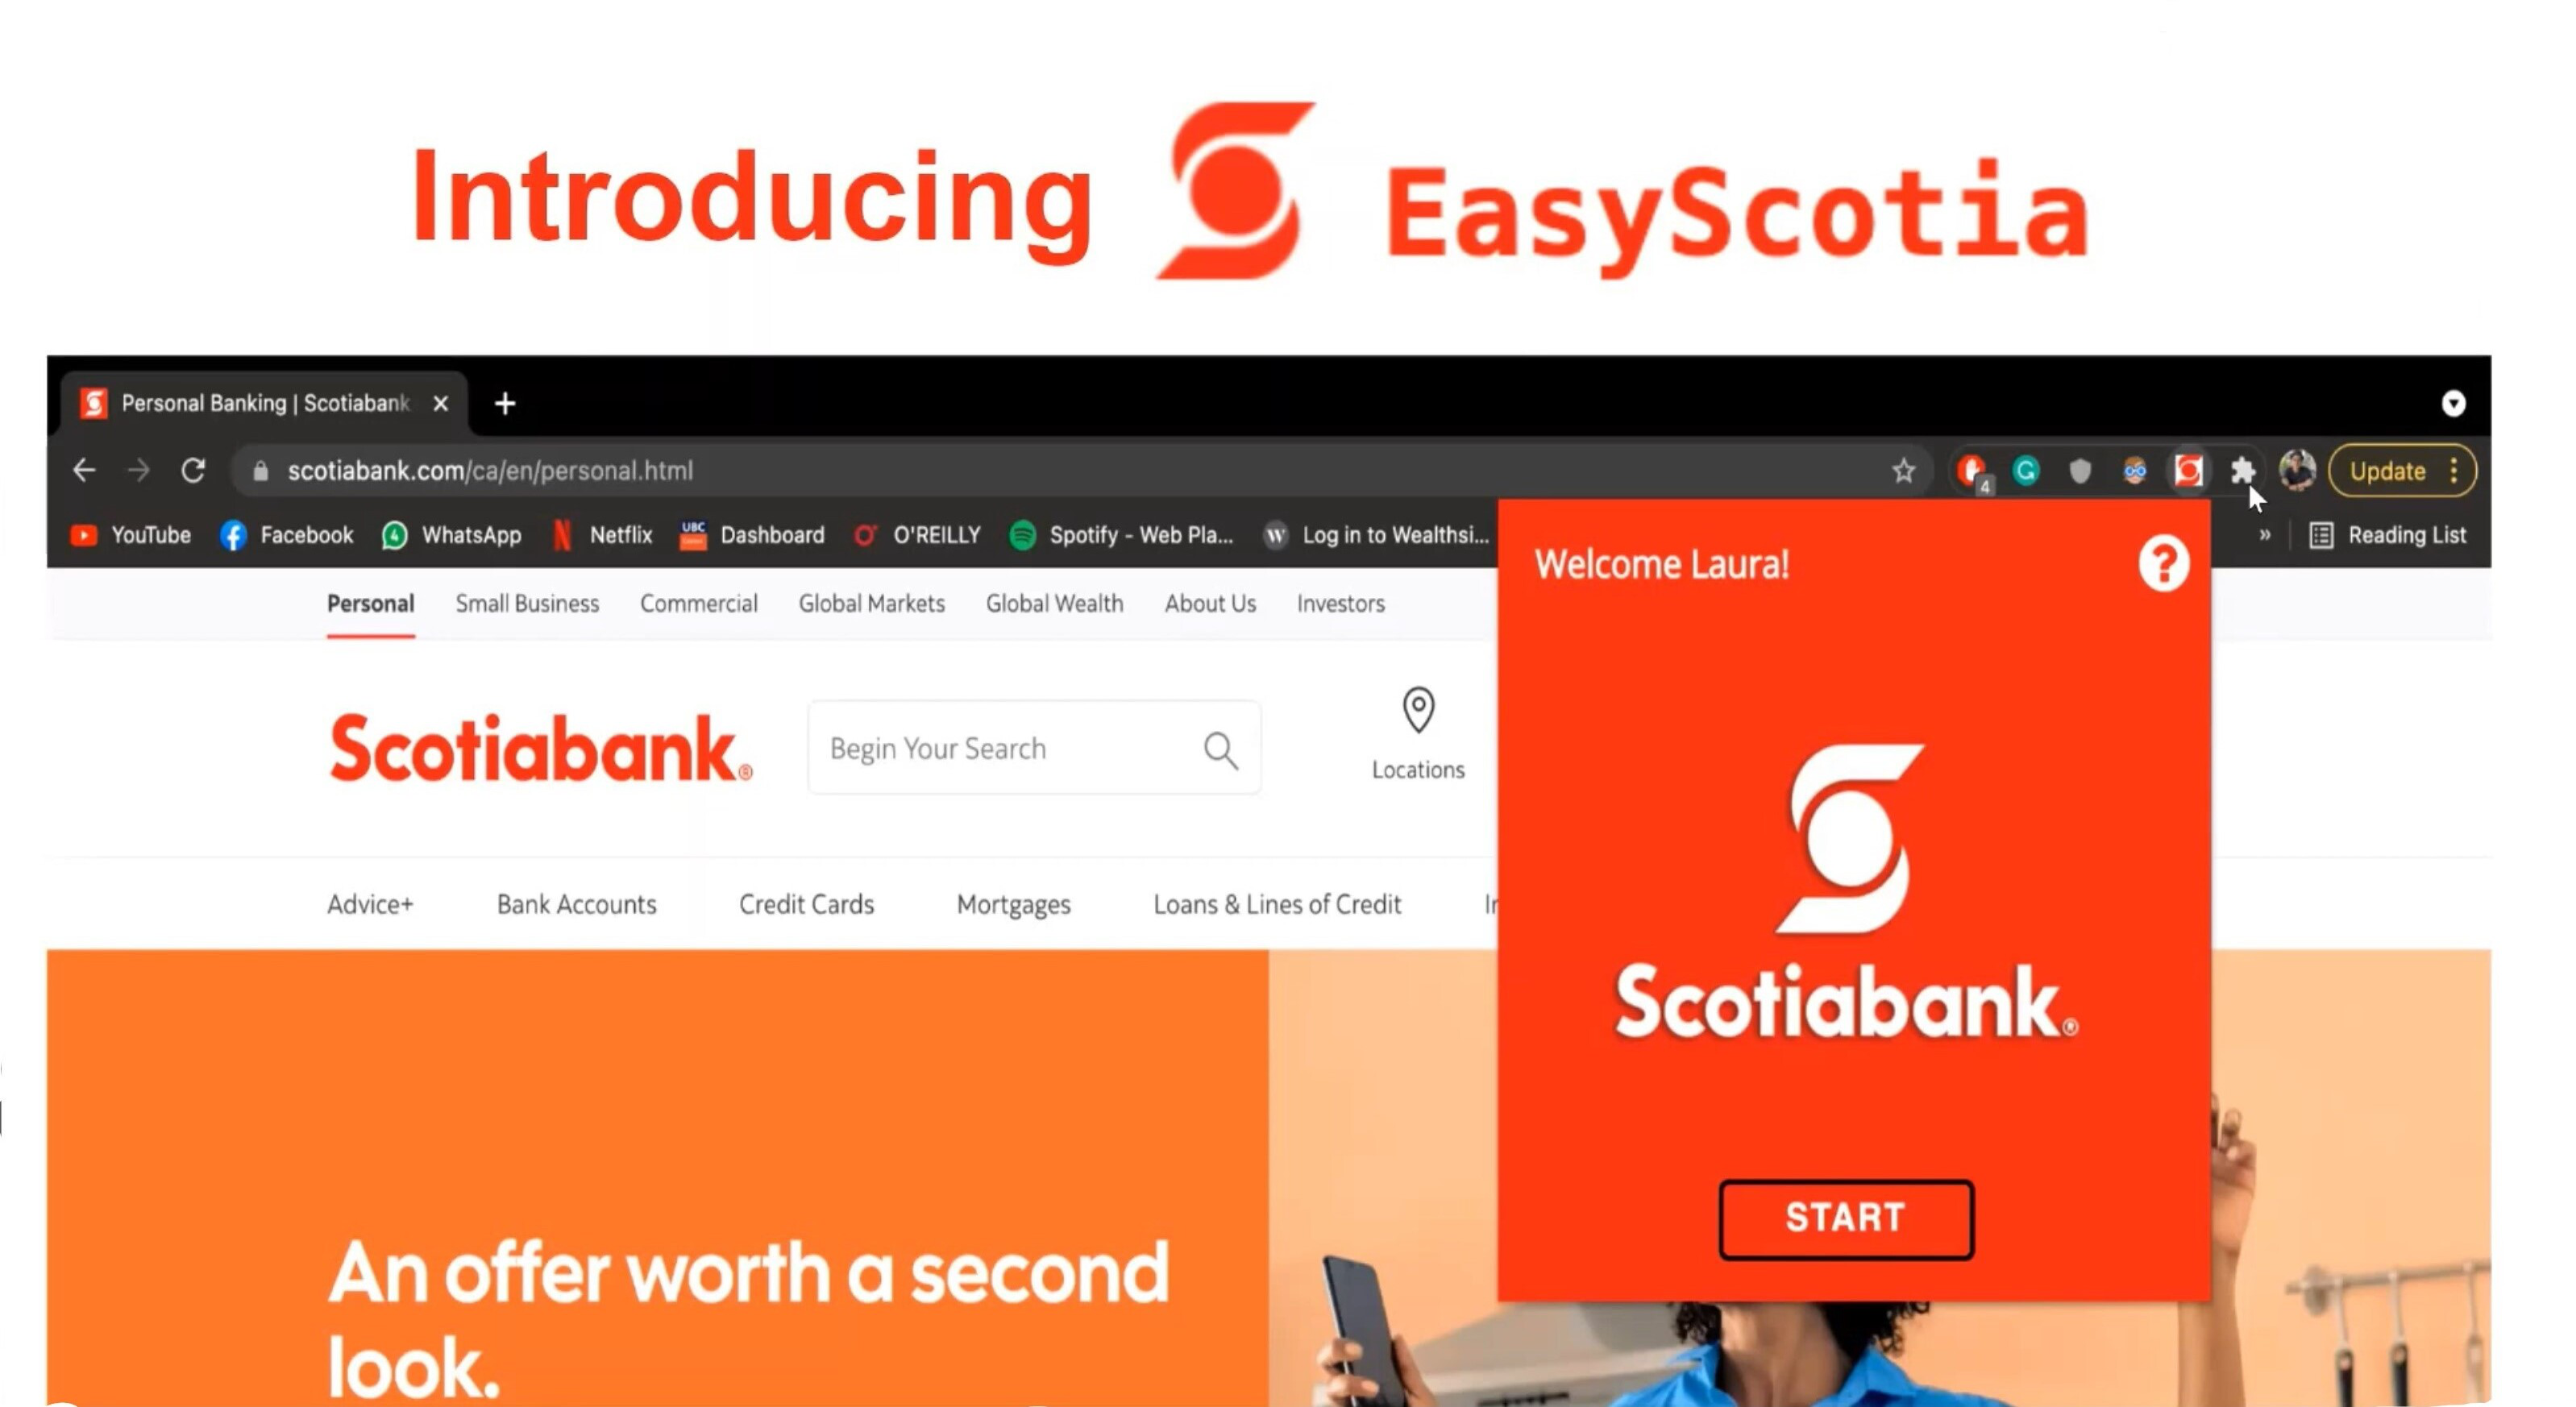 Introducing EasyScotia
Personal Banking | Scotiabank
scotiabank.com/ca/en/personal.html
4
Update
YouTube Facebook 4 WhatsApp Netflix UBC Dashboard O'REILLY Spotify - Web Pla... W Log in to Wealthsi... » Reading List
Welcome Laura! ?
Personal Small Business Commercial Global Markets Global Wealth About Us Investors
Scotiabank®
Begin Your Search
Locations
Advice+ Bank Accounts Credit Cards Mortgages Loans & Lines of Credit
Scotiabank®
START
An offer worth a second
look.